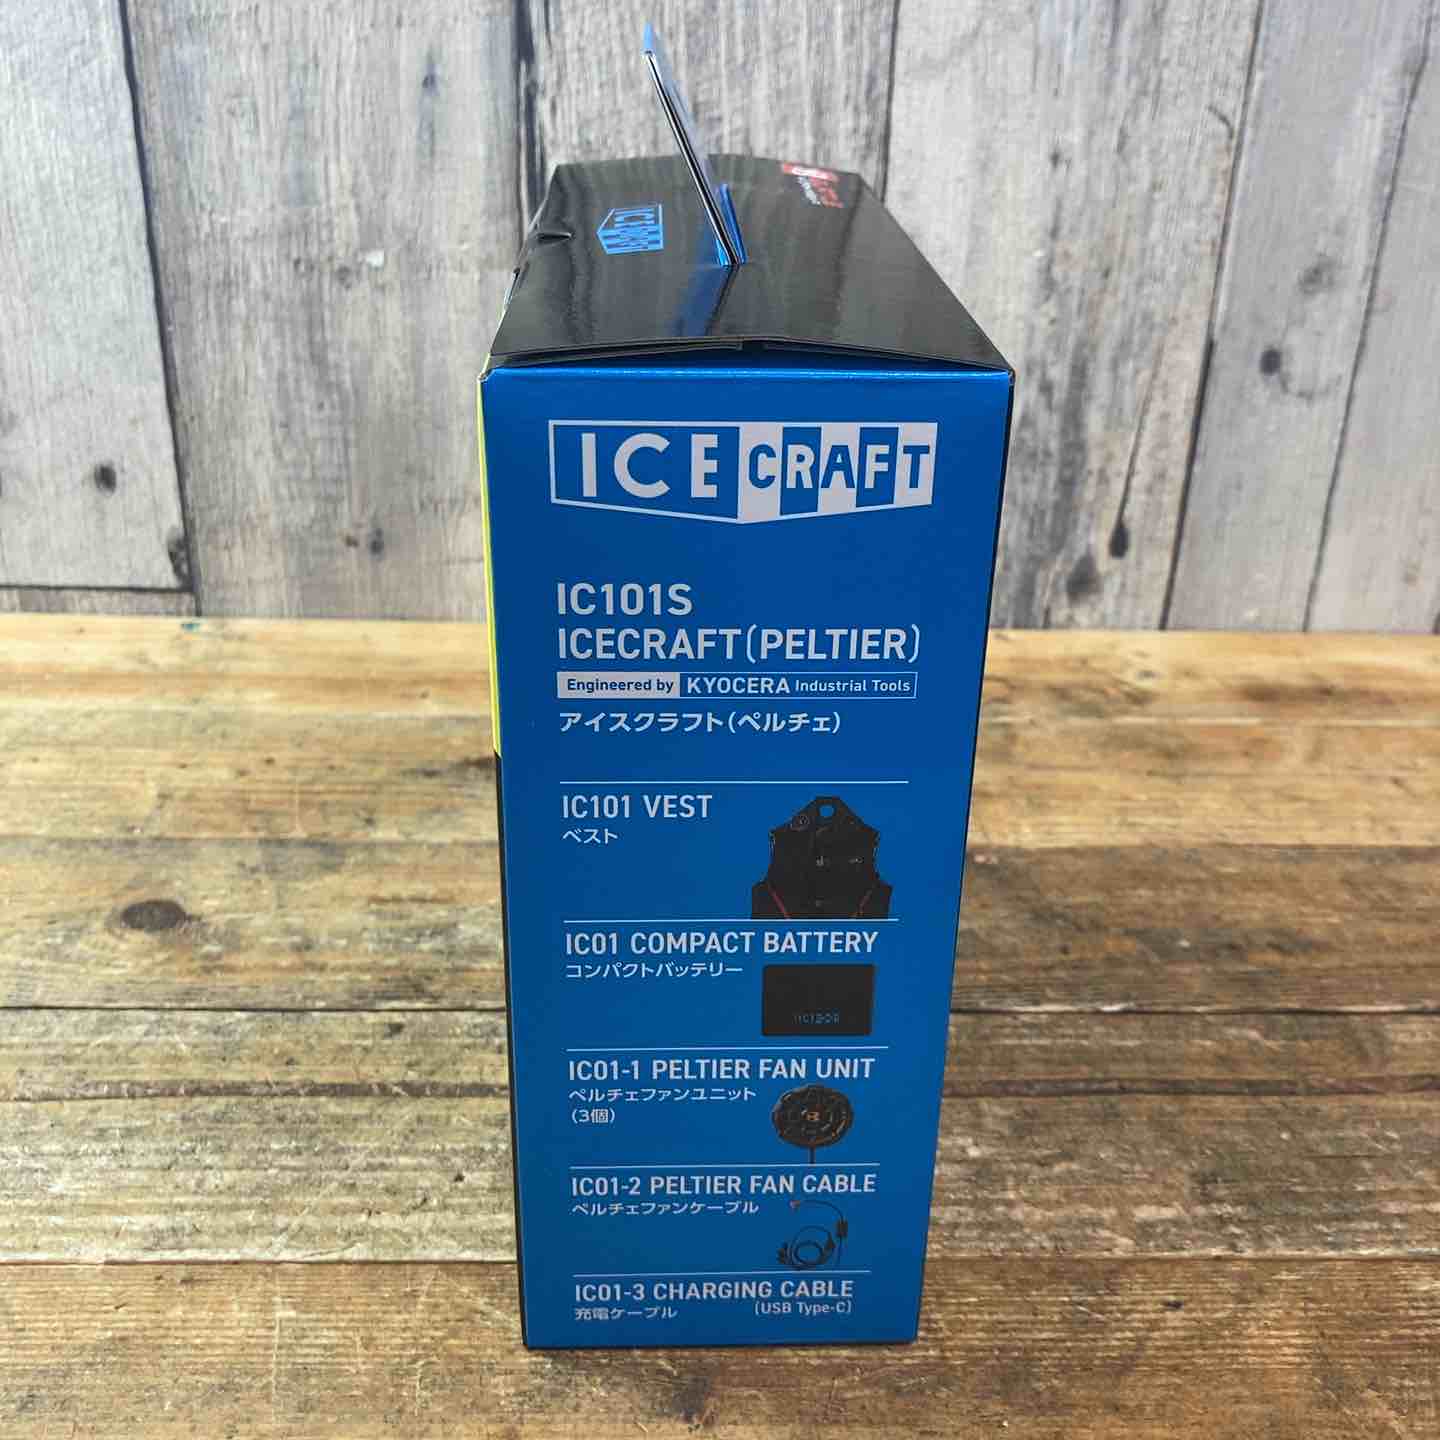 ICECRAFT
ICE CRAFT
IC101S
ICECRAFT(PELTIER)
Engineered by KYOCERA Industrial Tools
アイスクラフト(ペルチェ)
IC101 VEST
ベスト
IC01 COMPACT BATTERY
コンパクトバッテリー
IC01-1 PELTIER FAN UNIT
ペルチェファンユニット
(3個)
IC01-2 PELTIER FAN CABLE
ペルチェファンケーブル
IC01-3 CHARGING CABLE
充電ケーブル (USB Type-C)